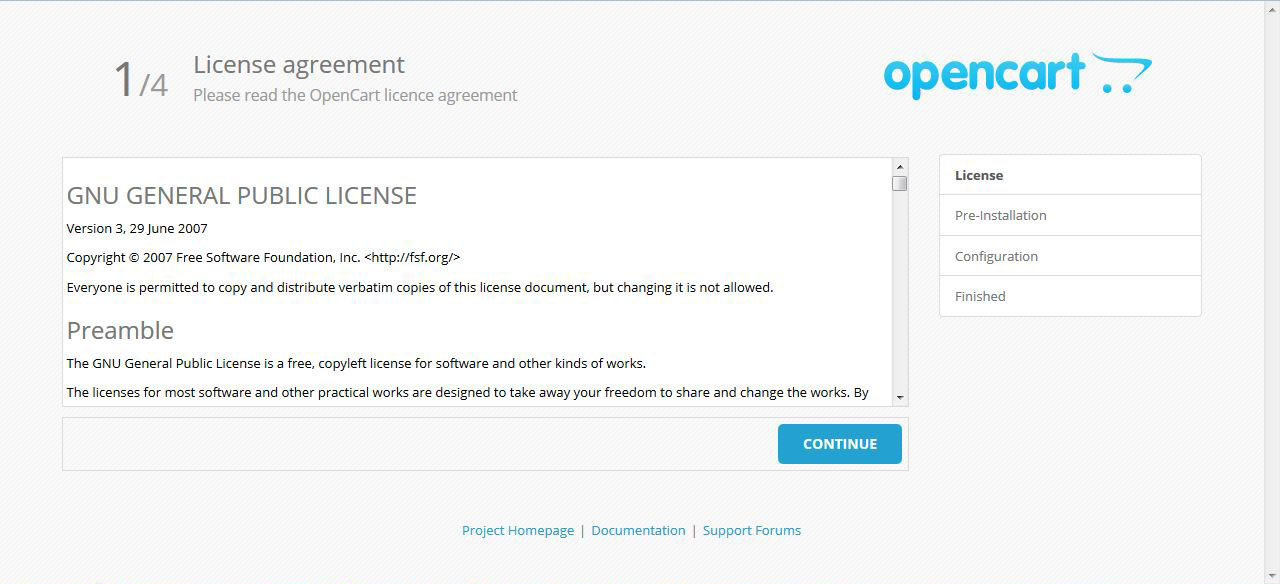 1/4
License agreement
Please read the OpenCart licence agreement
opencart
GNU GENERAL PUBLIC LICENSE
Version 3, 29 June 2007
Copyright © 2007 Free Software Foundation, Inc. <http://fsf.org/>
Everyone is permitted to copy and distribute verbatim copies of this license document, but changing it is not allowed.
Preamble
The GNU General Public License is a free, copyleft license for software and other kinds of works.
The licenses for most software and other practical works are designed to take away your freedom to share and change the works. By
CONTINUE
License
Pre-Installation
Configuration
Finished
Project Homepage | Documentation | Support Forums